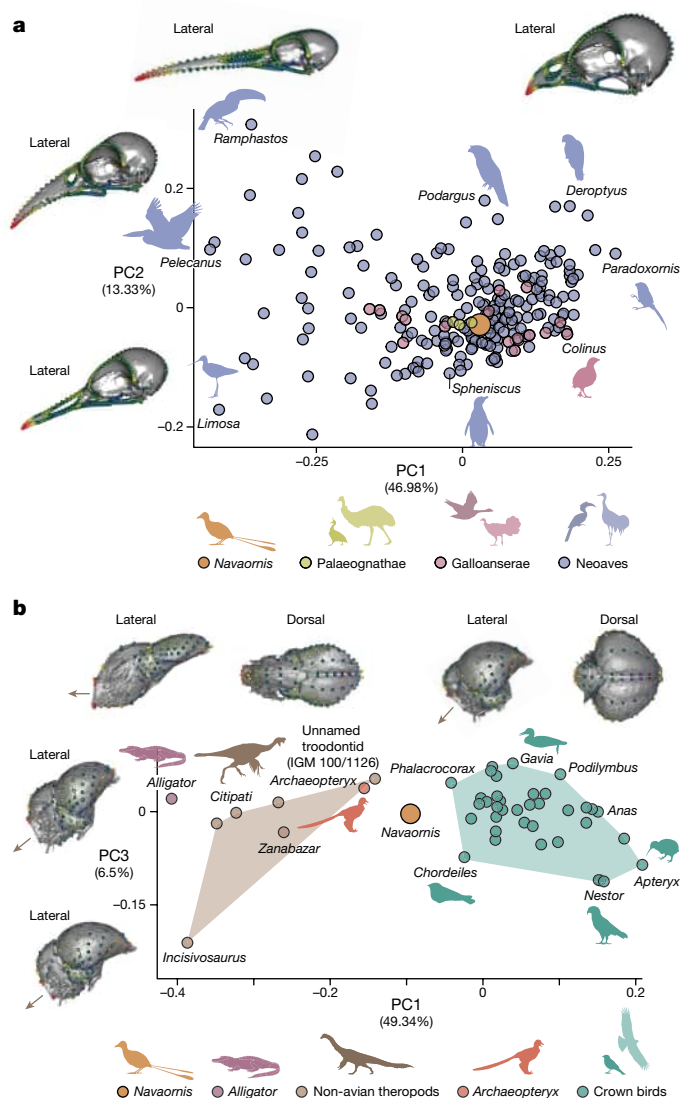 a
Lateral
Lateral
Lateral
Ramphastos
0.2
Podargus
Deroptyus
Pelecanus
PC2
(13.33%)
Paradoxornis
0
Lateral
Colinus
Spheniscus
Limosa
–0.2
–0.25
0
0.25
PC1
(46.98%)
Navaornis
Palaeognathae
Galloanserae
Neoaves
b
Lateral
Dorsal
Lateral
Dorsal
Unnamed
troodontid
(IGM 100/1126)
Lateral
Alligator
Citipati
Archaeopteryx
Phalacrocorax
Gavia
Podilymbus
0
Navaornis
Anas
PC3
(6.5%)
Zanabazar
Chordeiles
Apteryx
Nestor
–0.15
Lateral
Incisivosaurus
–0.4
–0.2
0
0.2
PC1
(49.34%)
Navaornis
Alligator
Non-avian theropods
Archaeopteryx
Crown birds